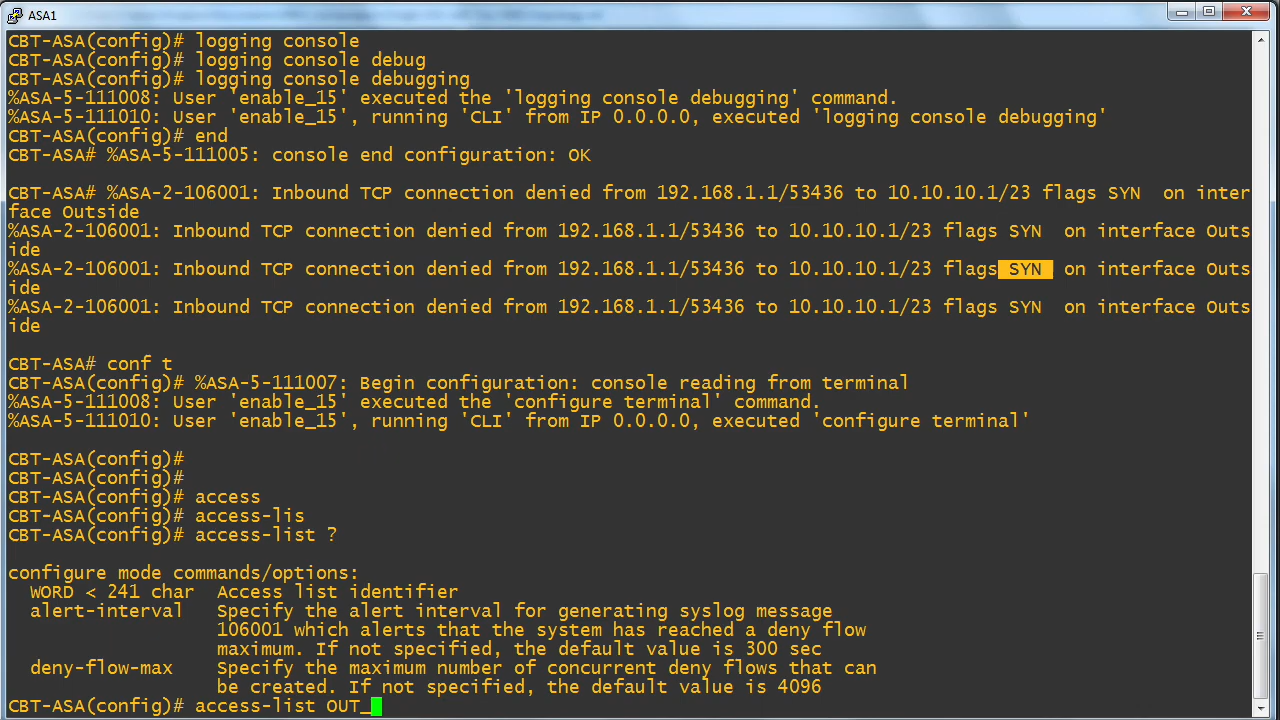 ASA1
CBT-ASA(config)# logging console
CBT-ASA(config)# logging console debug
CBT-ASA(config)# logging console debugging
%ASA-5-111008: User 'enable_15' executed the 'logging console debugging' command.
%ASA-5-111010: User 'enable_15', running 'CLI' from IP 0.0.0.0, executed 'logging console debugging'
CBT-ASA(config)# end
CBT-ASA# %ASA-5-111005: console end configuration: OK
CBT-ASA# %ASA-2-106001: Inbound TCP connection denied from 192.168.1.1/53436 to 10.10.10.1/23 flags SYN  on inter
face Outside
%ASA-2-106001: Inbound TCP connection denied from 192.168.1.1/53436 to 10.10.10.1/23 flags SYN  on interface Outs
ide
%ASA-2-106001: Inbound TCP connection denied from 192.168.1.1/53436 to 10.10.10.1/23 flags SYN  on interface Outs
ide
%ASA-2-106001: Inbound TCP connection denied from 192.168.1.1/53436 to 10.10.10.1/23 flags SYN  on interface Outs
ide
CBT-ASA# conf t
CBT-ASA(config)# %ASA-5-111007: Begin configuration: console reading from terminal
%ASA-5-111008: User 'enable_15' executed the 'configure terminal' command.
%ASA-5-111010: User 'enable_15', running 'CLI' from IP 0.0.0.0, executed 'configure terminal'
CBT-ASA(config)#
CBT-ASA(config)#
CBT-ASA(config)# access
CBT-ASA(config)# access-lis
CBT-ASA(config)# access-list ?
configure mode commands/options:
  WORD < 241 char  Access list identifier
  alert-interval   Specify the alert interval for generating syslog message
                   106001 which alerts that the system has reached a deny flow
                   maximum. If not specified, the default value is 300 sec
  deny-flow-max    Specify the maximum number of concurrent deny flows that can
                   be created. If not specified, the default value is 4096
CBT-ASA(config)# access-list OUT_